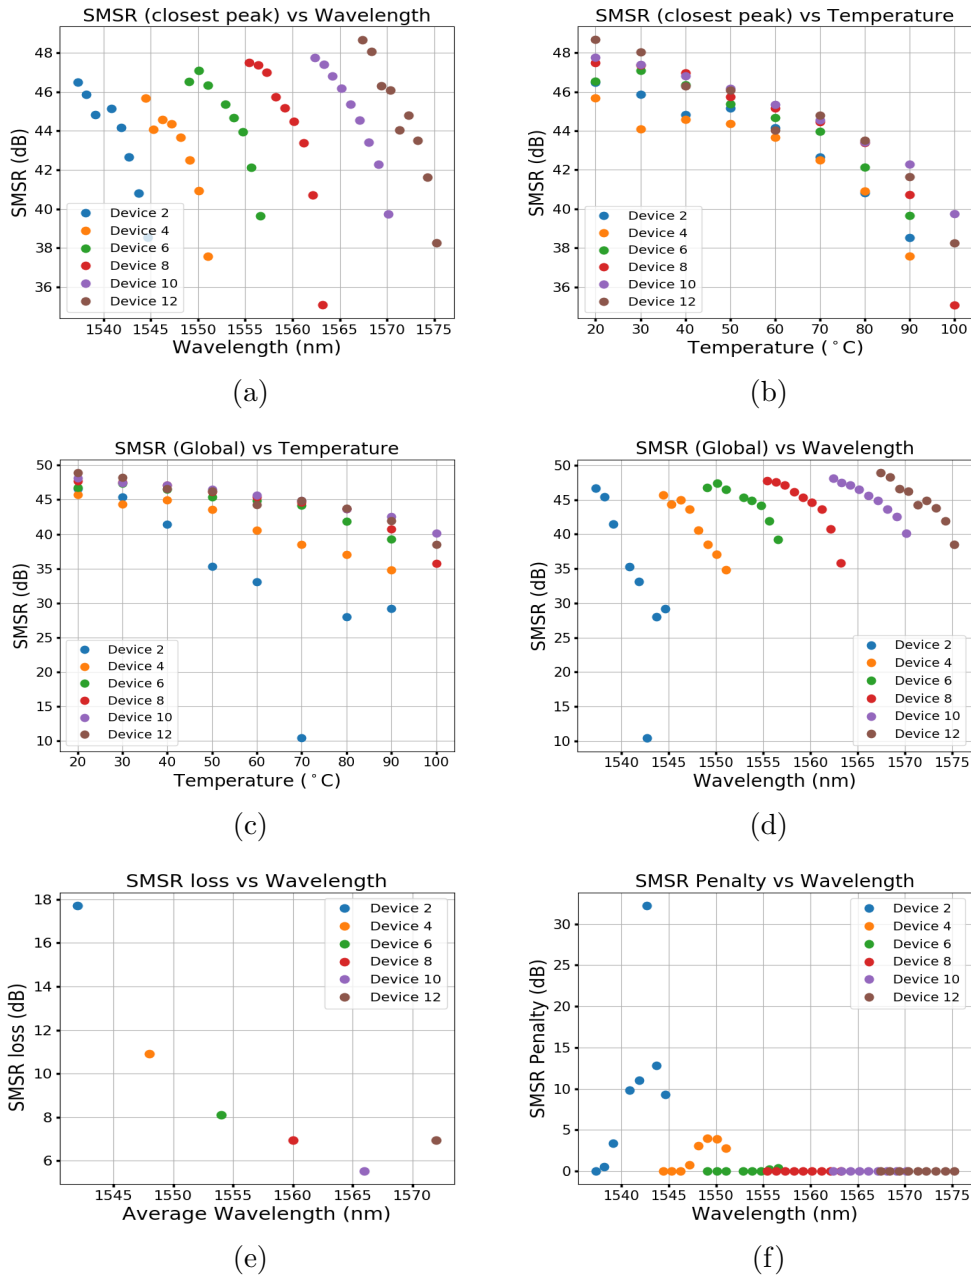 SMSR (closest peak) vs Wavelength
SMSR (dB)
48
46
44
42
40
38
36
Device 2
Device 4
Device 6
Device 8
Device 10
Device 12
1540 1545 1550 1555 1560 1565 1570 1575
Wavelength (nm)
(a)
SMSR (closest peak) vs Temperature
SMSR (dB)
48
46
44
42
40
38
36
Device 2
Device 4
Device 6
Device 8
Device 10
Device 12
20 30 40 50 60 70 80 90 100
Temperature (°C)
(b)
SMSR (Global) vs Temperature
SMSR (dB)
50
45
40
35
30
25
20
15
10
Device 2
Device 4
Device 6
Device 8
Device 10
Device 12
20 30 40 50 60 70 80 90 100
Temperature (°C)
(c)
SMSR (Global) vs Wavelength
SMSR (dB)
50
45
40
35
30
25
20
15
10
Device 2
Device 4
Device 6
Device 8
Device 10
Device 12
1540 1545 1550 1555 1560 1565 1570 1575
Wavelength (nm)
(d)
SMSR loss vs Wavelength
SMSR loss (dB)
18
16
14
12
10
8
6
Device 2
Device 4
Device 6
Device 8
Device 10
Device 12
1545 1550 1555 1560 1565 1570
Average Wavelength (nm)
(e)
SMSR Penalty vs Wavelength
SMSR Penalty (dB)
30
25
20
15
10
5
0
Device 2
Device 4
Device 6
Device 8
Device 10
Device 12
1540 1545 1550 1555 1560 1565 1570 1575
Wavelength (nm)
(f)